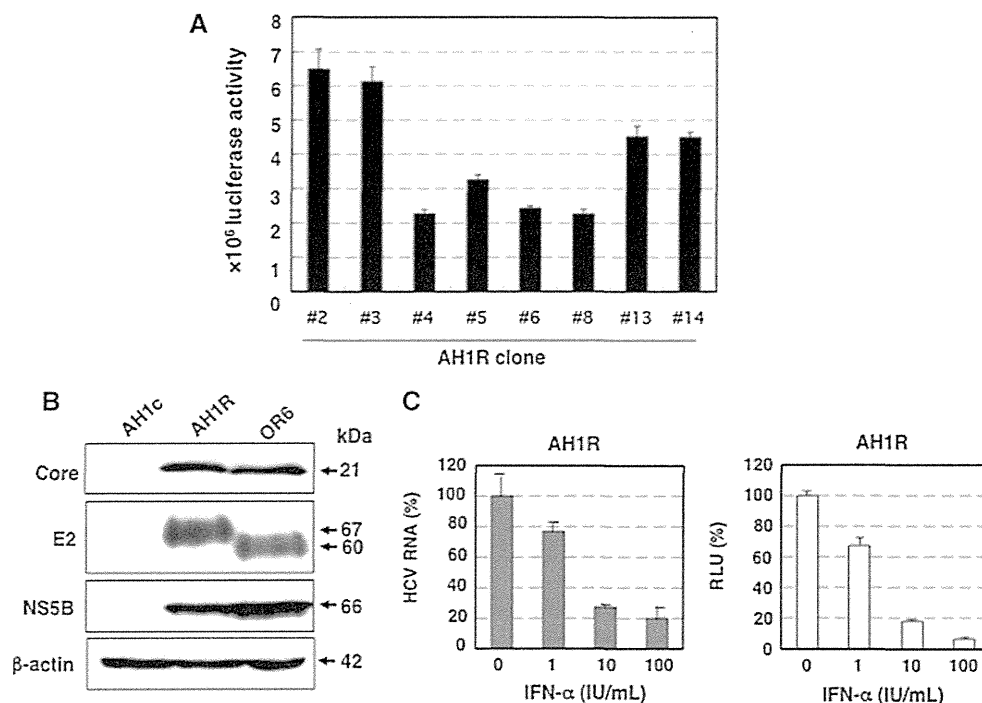 A
×10⁶ luciferase activity
8
7
6
5
4
3
2
1
0
#2 #3 #4 #5 #6 #8 #13 #14
AH1R clone
B
AH1c AH1R OR6 kDa
Core 21
E2 67
60
NS5B 66
β-actin 42
C
AH1R
HCV RNA (%)
120
100
80
60
40
20
0
0 1 10 100
IFN-α (IU/mL)
AH1R
RLU (%)
120
100
80
60
40
20
0
0 1 10 100
IFN-α (IU/mL)